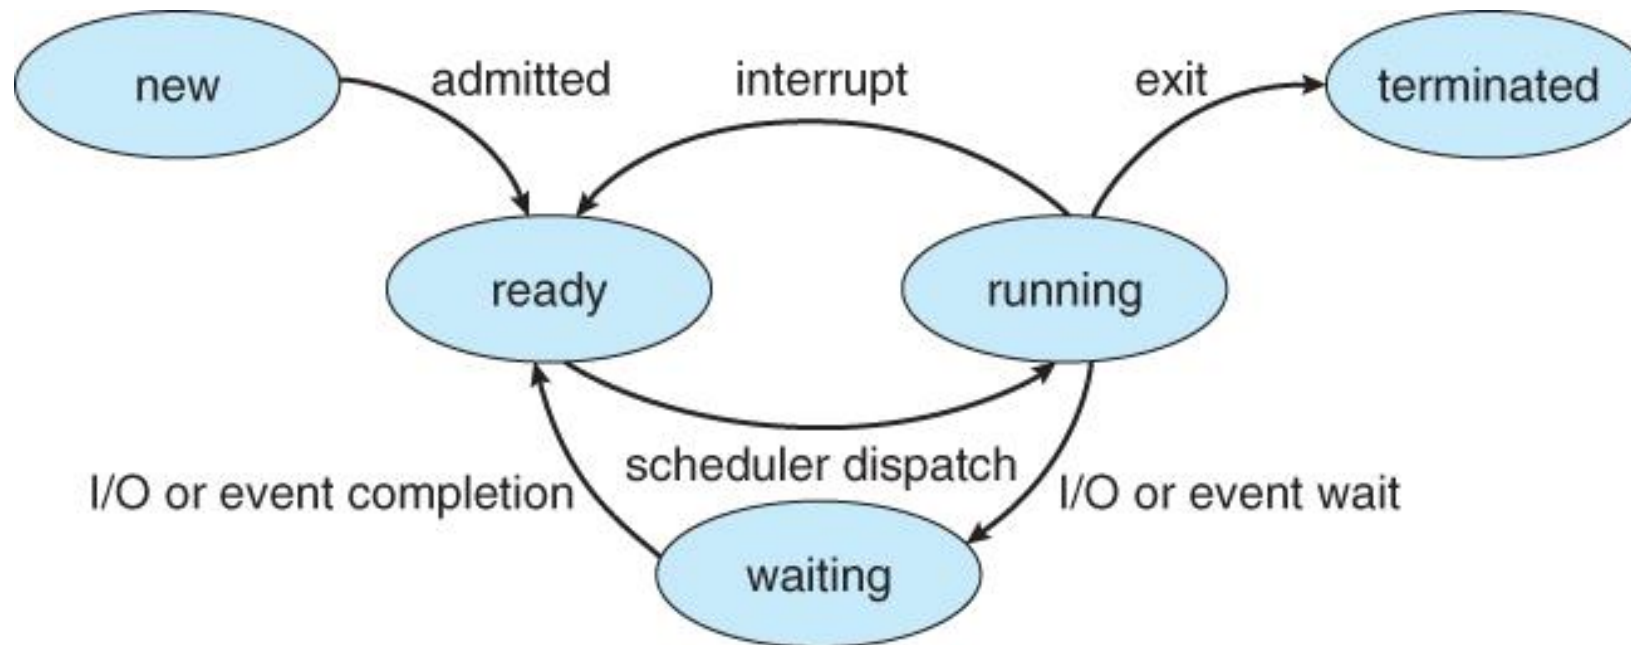 new
admitted
interrupt
exit
terminated
ready
running
scheduler dispatch
I/O or event completion
I/O or event wait
waiting